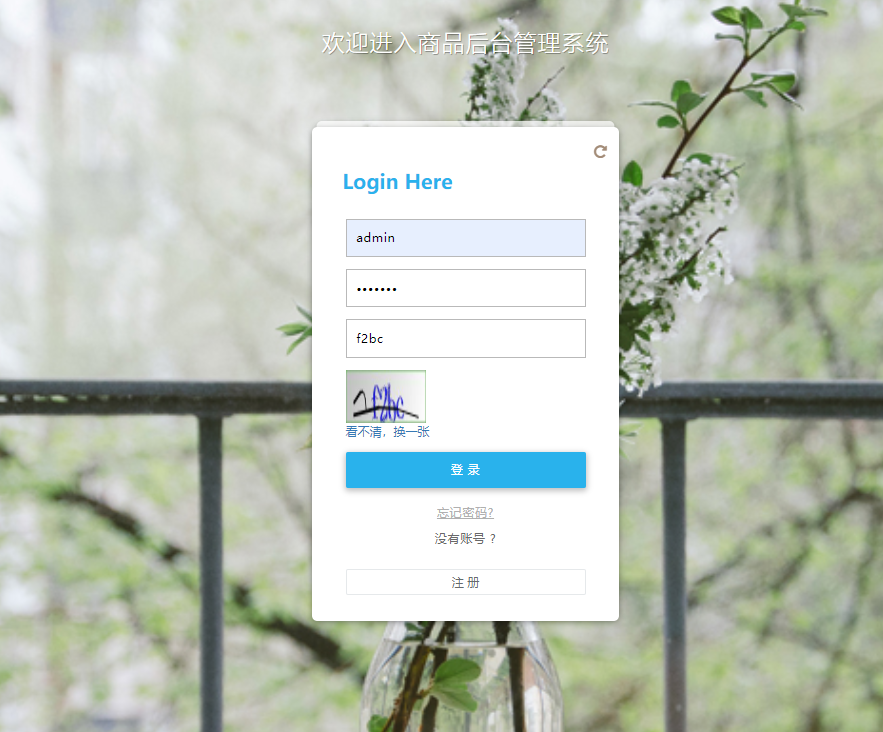 欢迎进入商品后台管理系统
Login Here
admin
•••••••
f2bc
f2bc
看不清，换一张
登 录
忘记密码?
没有账号 ？
注 册